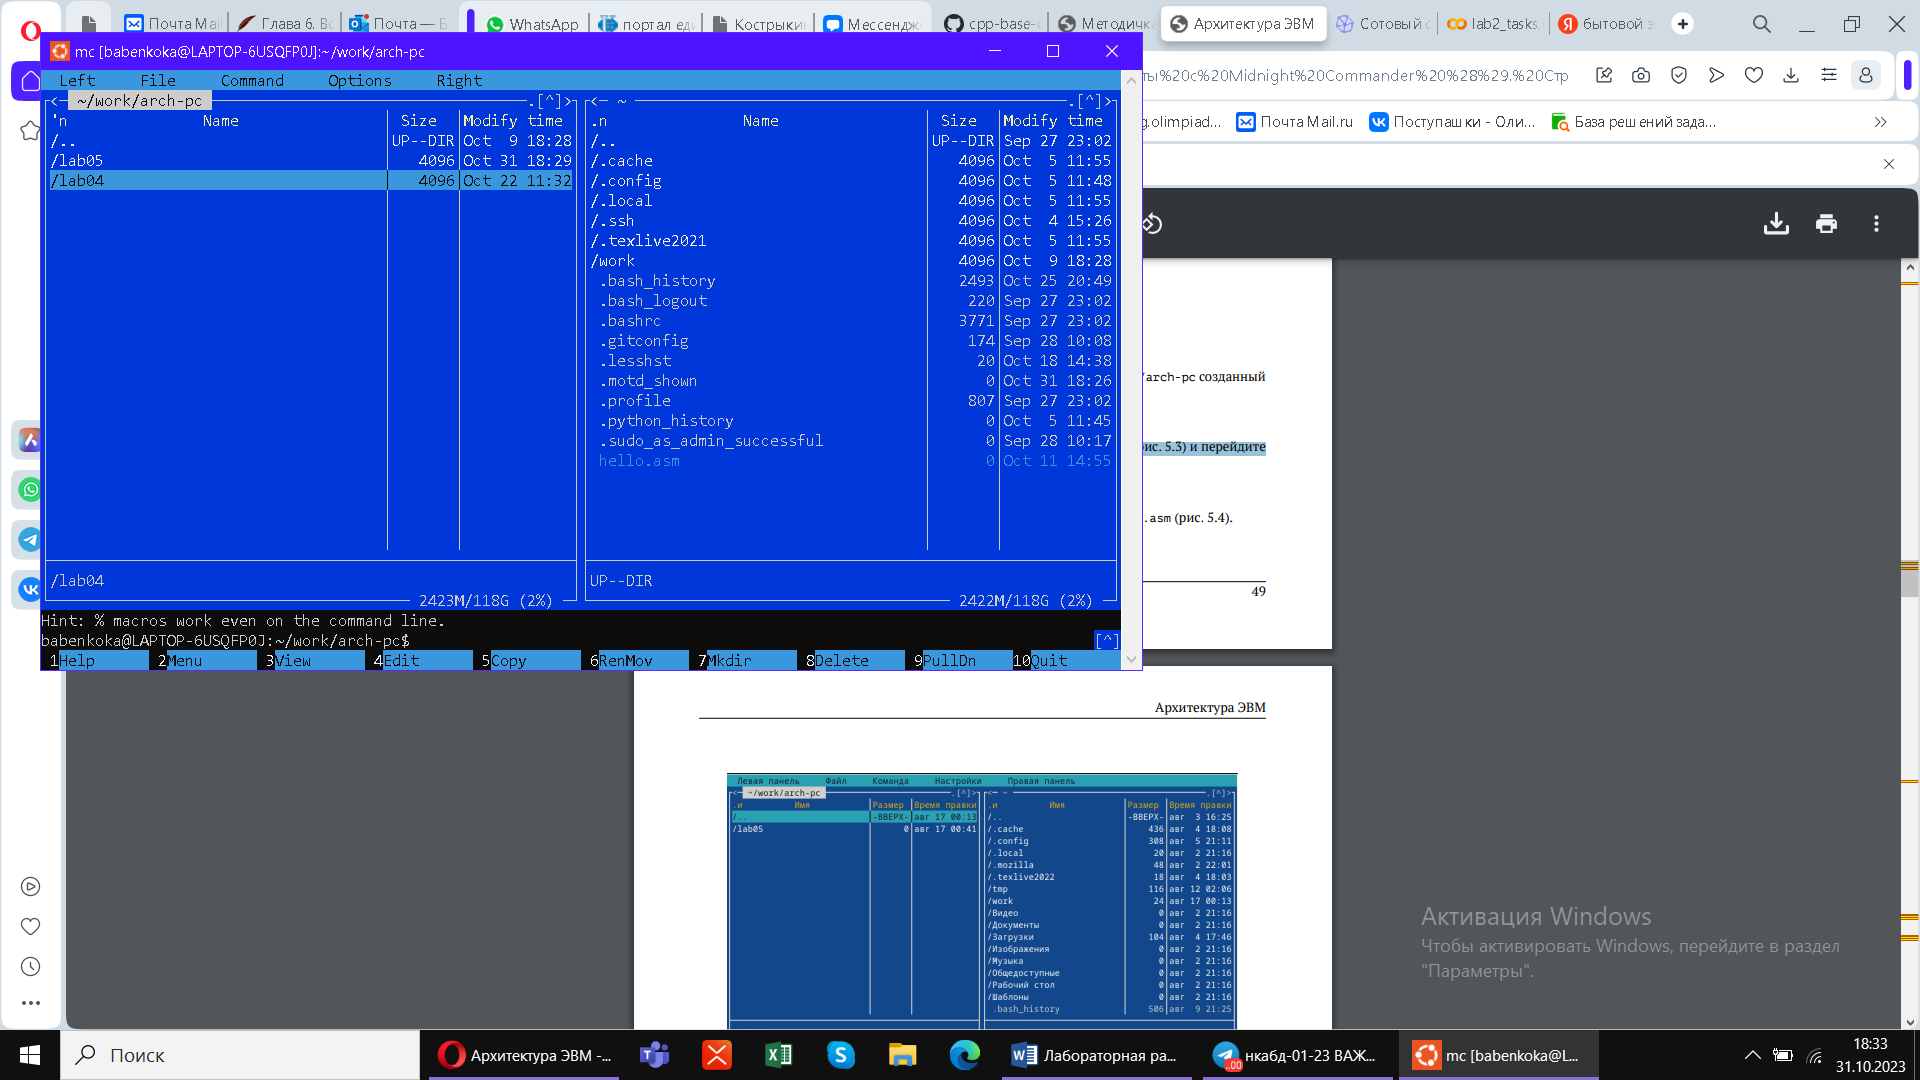 Почта Mai
Глава 6. Вс
Почта — Б
WhatsApp
портал еди
Кострыкин
Мессендж
cpp-base-c
Методичка
Архитектура ЭВМ
Сотовый с
lab2_tasks.
бытовой з
mc [babenkoka@LAPTOP-6USQFP0J]:~/work/arch-pc
ты%20с%20Midnight%20Commander%20%28%29.%20Стр
g.olimpiad...
Почта Mail.ru
Поступашки - Оли...
База решений зада...
Left File Command Options Right
<─ ~/work/arch-pc ─.[^]>
'n Name Size Modify time
/.. UP--DIR Oct 9 18:28
/lab05 4096 Oct 31 18:29
/lab04 4096 Oct 22 11:32
/lab04
2423M/118G (2%)
<─ ~ ─.[^]>
.n Name Size Modify time
/.. UP--DIR Sep 27 23:02
/.cache 4096 Oct 5 11:55
/.config 4096 Oct 5 11:48
/.local 4096 Oct 5 11:55
/.ssh 4096 Oct 4 15:26
/.texlive2021 4096 Oct 5 11:55
/work 4096 Oct 9 18:28
.bash_history 2493 Oct 25 20:49
.bash_logout 220 Sep 27 23:02
.bashrc 3771 Sep 27 23:02
.gitconfig 174 Sep 28 10:08
.lesshst 20 Oct 18 14:38
.motd_shown 0 Oct 31 18:26
.profile 807 Sep 27 23:02
.python_history 0 Oct 5 11:45
.sudo_as_admin_successful 0 Sep 28 10:17
hello.asm 0 Oct 11 14:55
UP--DIR
2422M/118G (2%)
Hint: % macros work even on the command line.
babenkoka@LAPTOP-6USQFP0J:~/work/arch-pc$ [^]
1Help 2Menu 3View 4Edit 5Copy 6RenMov 7Mkdir 8Delete 9PullDn 10Quit
/arch-pc созданный
ис. 5.3) и перейдите
.asm (рис. 5.4).
49
Архитектура ЭВМ
Левая панель Файл Команда Настройки Правая панель
<─ ~/work/arch-pc ─.[^]>
.и Имя Размер Время правки
/.. -ВВЕРХ- авг 17 00:13
/lab05 0 авг 17 00:41
<─ ~ ─.[^]>
.и Имя Размер Время правки
/.. -ВВЕРХ- авг 3 16:25
/.cache 436 авг 4 18:08
/.config 308 авг 5 21:11
/.local 20 авг 2 21:16
/.mozilla 48 авг 2 22:01
/.texlive2022 18 авг 4 18:03
/tmp 116 авг 12 02:06
/work 24 авг 17 00:13
/Видео 0 авг 2 21:16
/Документы 0 авг 2 21:16
/Загрузки 104 авг 4 17:46
/Изображения 0 авг 2 21:16
/Музыка 0 авг 2 21:16
/Общедоступные 0 авг 2 21:16
/Рабочий стол 0 авг 2 21:16
/Шаблоны 0 авг 2 21:16
.bash_history 506 авг 9 21:25
Активация Windows
Чтобы активировать Windows, перейдите в раздел
"Параметры".
Поиск
Архитектура ЭВМ -...
Лабораторная ра...
нкабд-01-23 ВАЖ...
mc [babenkoka@L...
18:33
31.10.2023